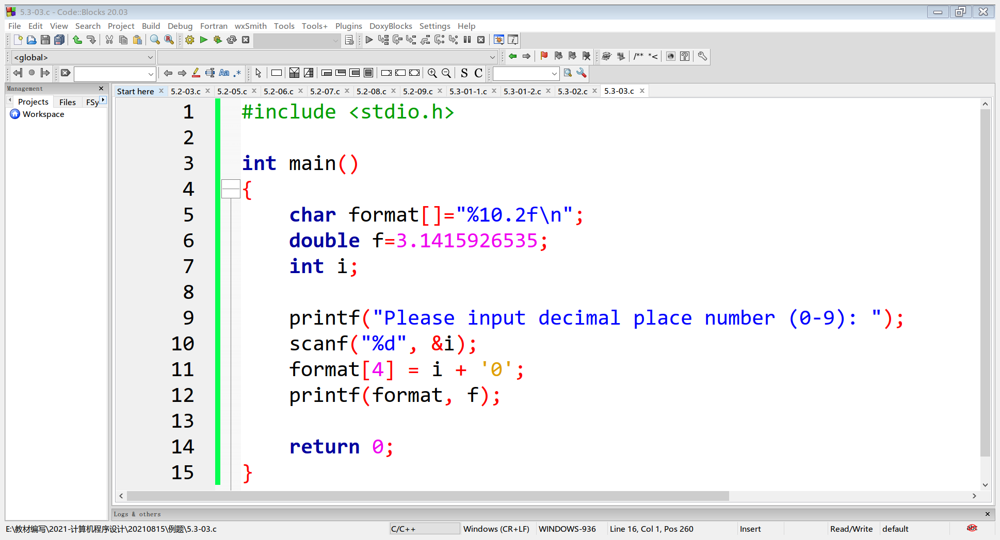 5.3-03.c - Code::Blocks 20.03
File Edit View Search Project Build Debug Fortran wxSmith Tools Tools+ Plugins DoxyBlocks Settings Help
<global>
/** *<
Aa .* S C
Management
Projects Files FSy
Workspace
Start here 5.2-03.c 5.2-05.c 5.2-06.c 5.2-07.c 5.2-08.c 5.2-09.c 5.3-01-1.c 5.3-01-2.c 5.3-02.c 5.3-03.c
1 #include <stdio.h>
2
3 int main()
4 {
5     char format[]="%10.2f\n";
6     double f=3.1415926535;
7     int i;
8
9     printf("Please input decimal place number (0-9): ");
10     scanf("%d", &i);
11     format[4] = i + '0';
12     printf(format, f);
13
14     return 0;
15 }
Logs & others
E:\教材编写\2021-计算机程序设计\20210815\例题\5.3-03.c C/C++ Windows (CR+LF) WINDOWS-936 Line 16, Col 1, Pos 260 Insert Read/Write default abc